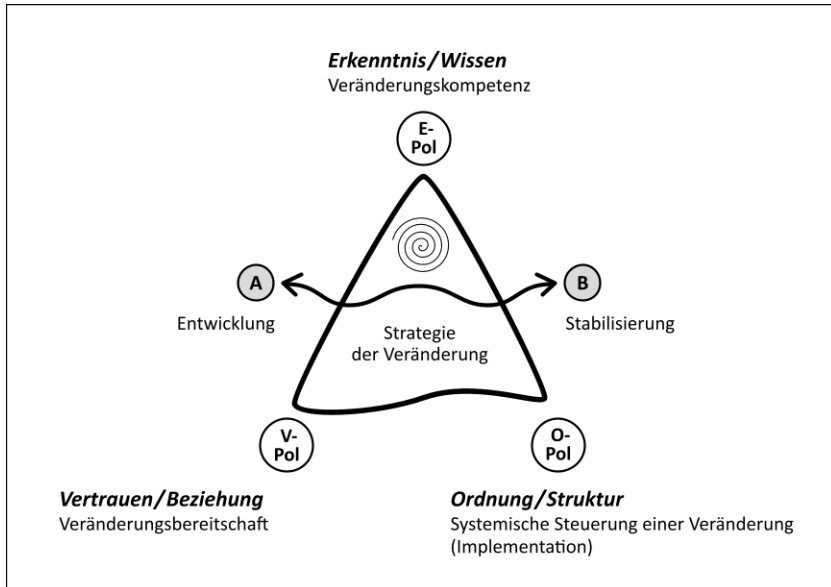 Erkenntnis/Wissen
Veränderungskompetenz
E-
Pol
A
B
Entwicklung
Stabilisierung
Strategie
der Veränderung
V-
Pol
O-
Pol
Vertrauen/Beziehung
Veränderungsbereitschaft
Ordnung/Struktur
Systemische Steuerung einer Veränderung
(Implementation)